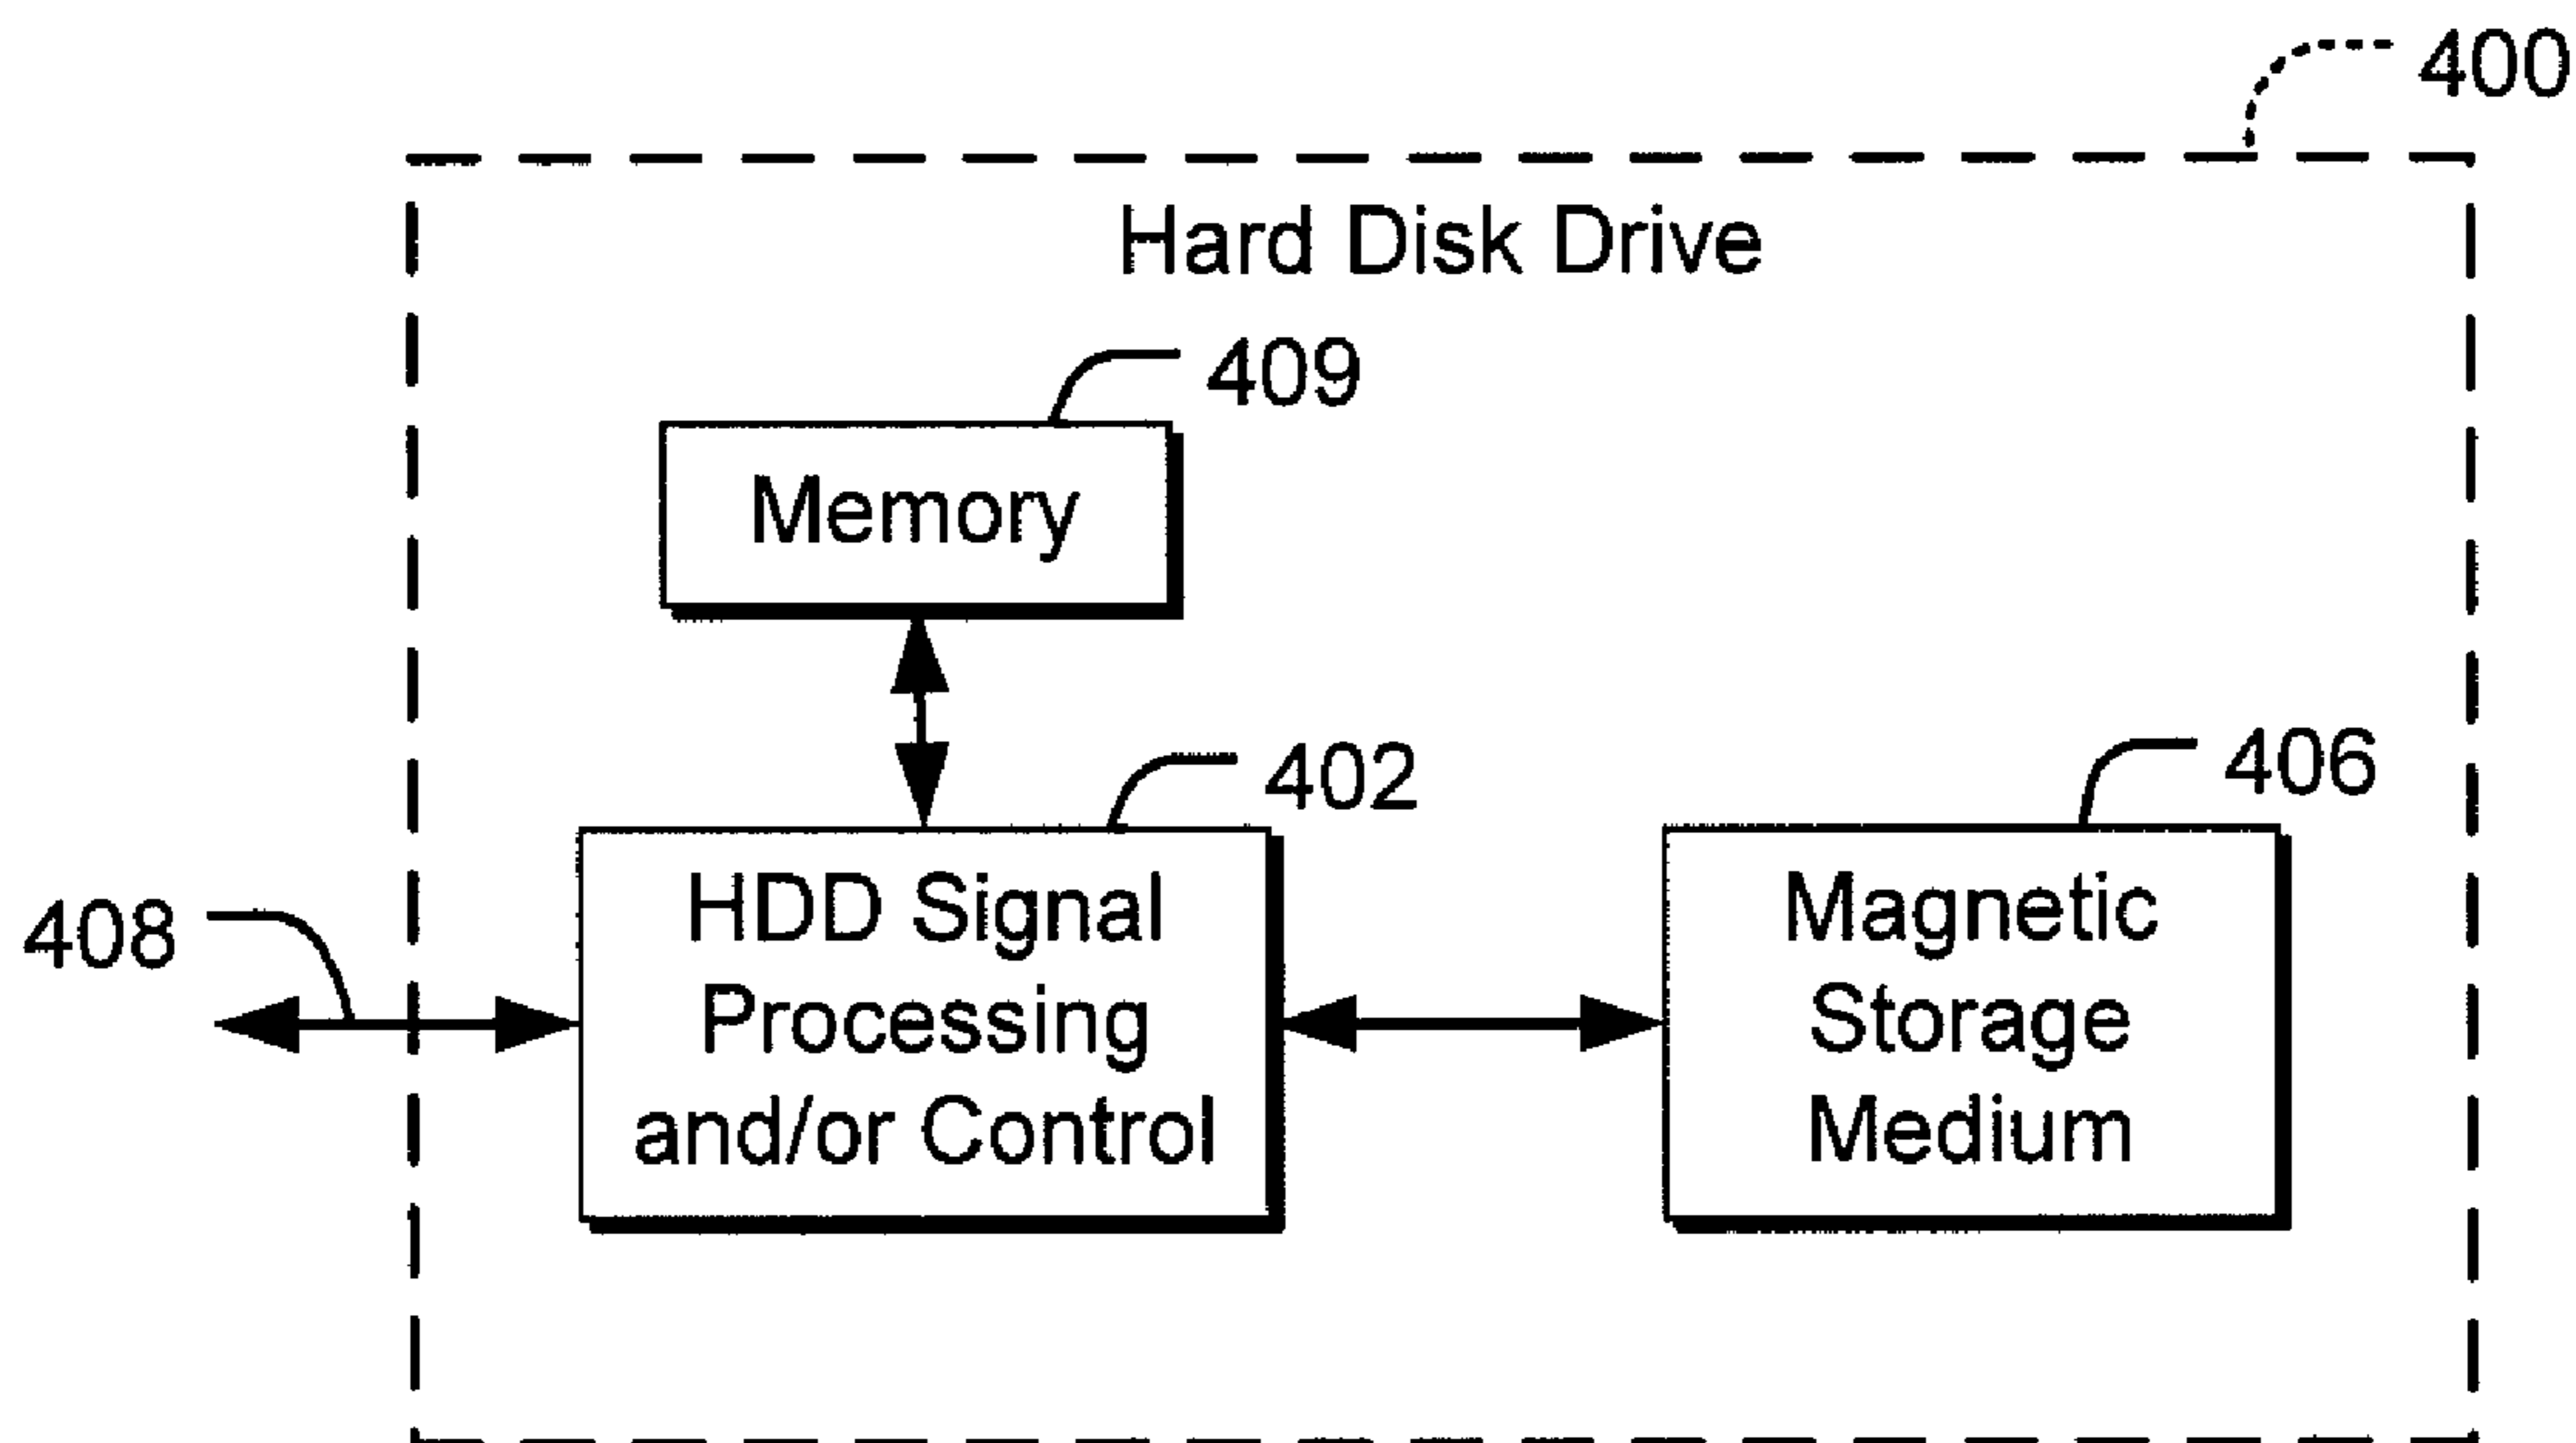 400
Hard Disk Drive
409
Memory
402
406
408
HDD Signal
Processing
and/or Control
Magnetic
Storage
Medium